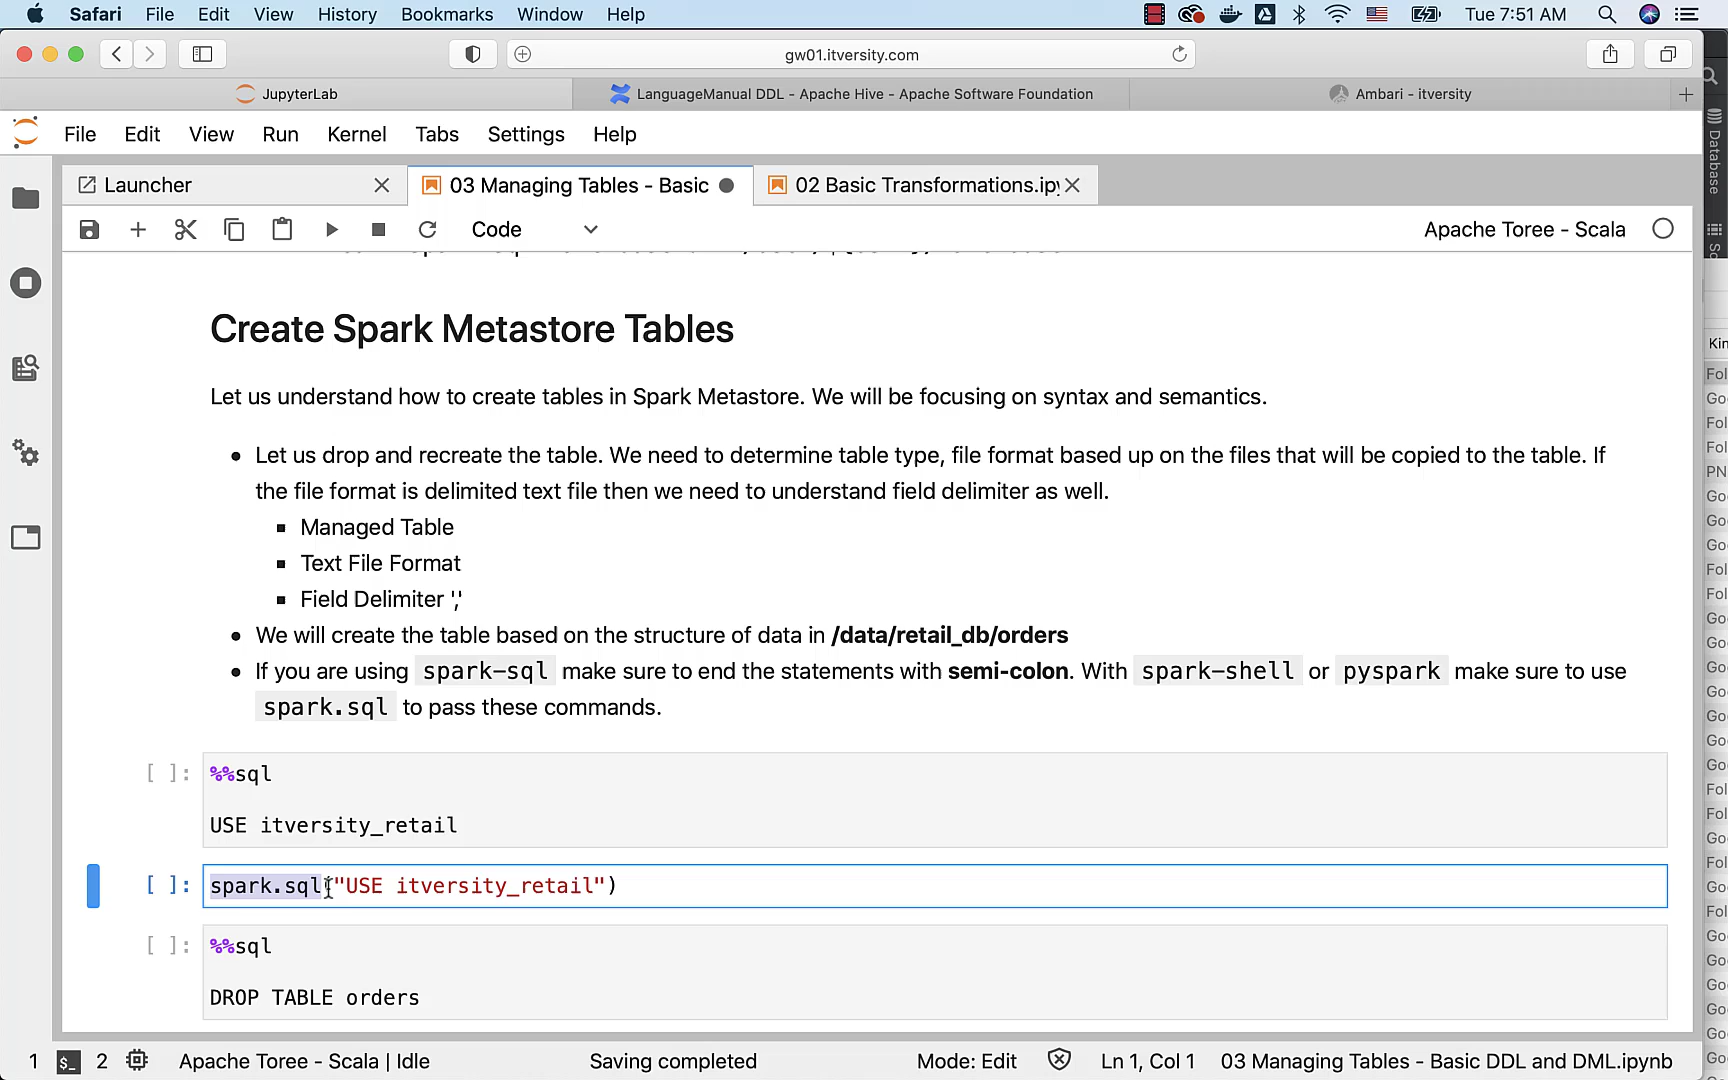 Safari File Edit View History Bookmarks Window Help Tue 7:51 AM
gw01.itversity.com
JupyterLab LanguageManual DDL - Apache Hive - Apache Software Foundation Ambari - itversity
File Edit View Run Kernel Tabs Settings Help
Launcher 03 Managing Tables - Basic 02 Basic Transformations.ipy
Code Apache Toree - Scala
Create Spark Metastore Tables
Let us understand how to create tables in Spark Metastore. We will be focusing on syntax and semantics.
Let us drop and recreate the table. We need to determine table type, file format based up on the files that will be copied to the table. If
the file format is delimited text file then we need to understand field delimiter as well.
Managed Table
Text File Format
Field Delimiter ','
We will create the table based on the structure of data in /data/retail_db/orders
If you are using spark-sql make sure to end the statements with semi-colon. With spark-shell or pyspark make sure to use
spark.sql to pass these commands.
[ ]: %%sql
USE itversity_retail
[ ]: spark.sql("USE itversity_retail")
[ ]: %%sql
DROP TABLE orders
1 2 Apache Toree - Scala | Idle Saving completed Mode: Edit Ln 1, Col 1 03 Managing Tables - Basic DDL and DML.ipynb
Database